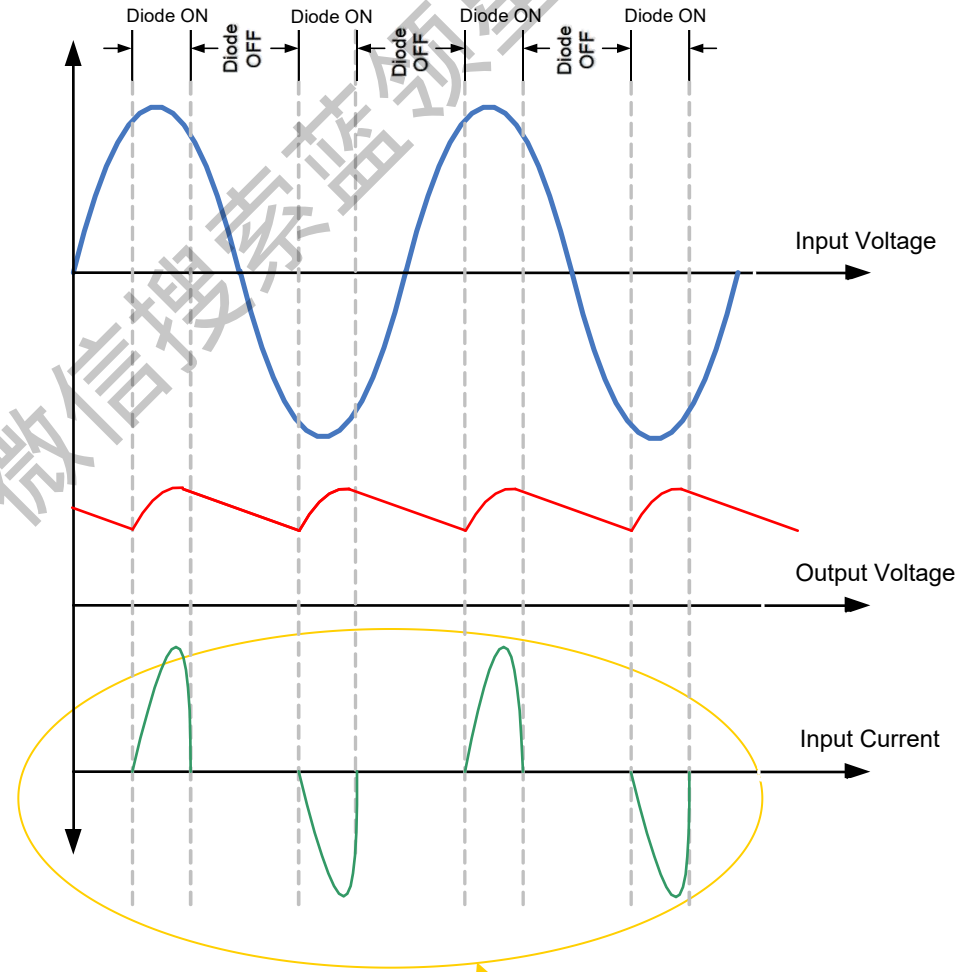 Diode ON
Diode ON
Diode ON
Diode ON
Diode
OFF
Diode
OFF
Diode
OFF
Input Voltage
Output Voltage
Input Current
微信搜索蓝领星